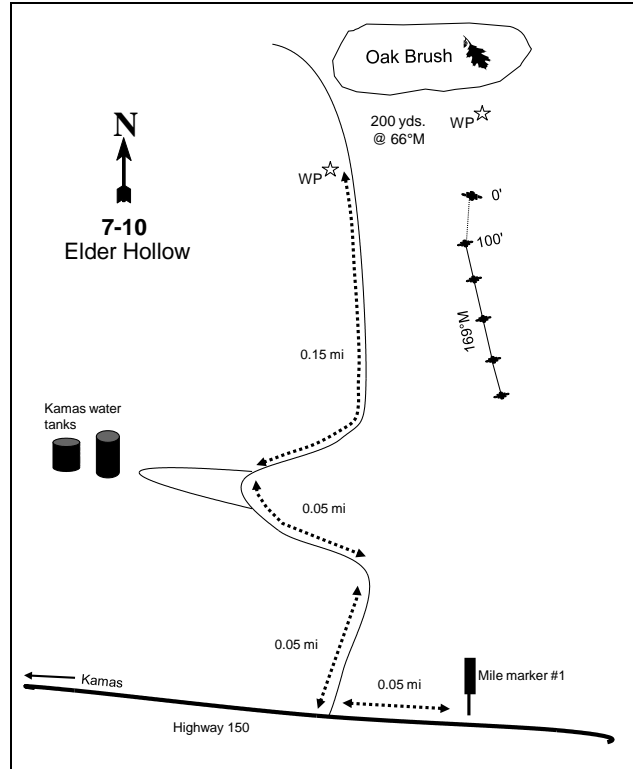 Oak Brush
200 yds.
@ 66°M
WP
WP
N
7-10
Elder Hollow
0'
100'
169°M
0.15 mi
Kamas water
tanks
0.05 mi
0.05 mi
Kamas
0.05 mi
Mile marker #1
Highway 150